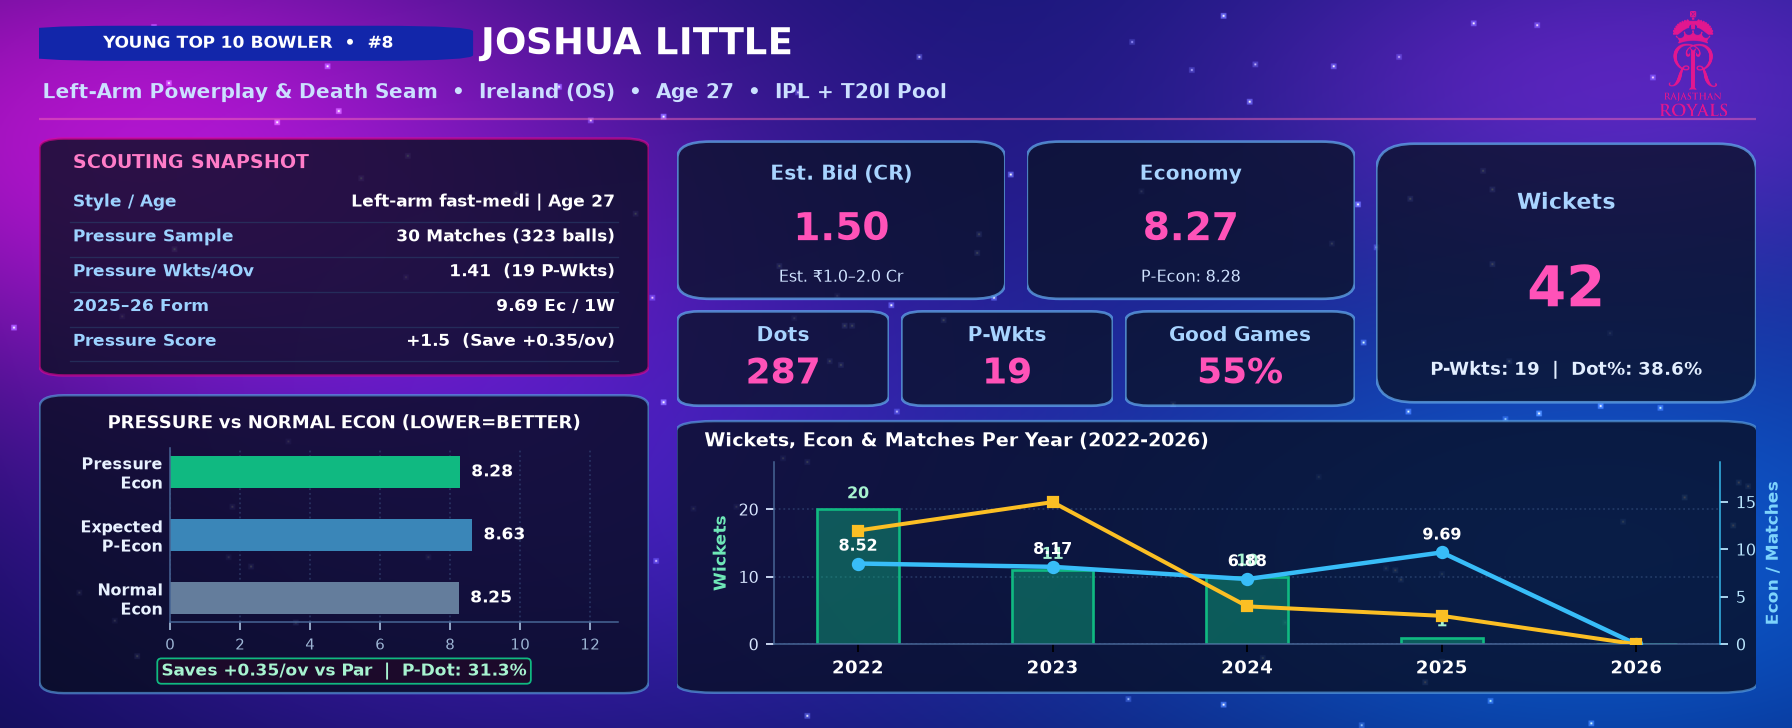 YOUNG TOP 10 BOWLER • #8
JOSHUA LITTLE
Left-Arm Powerplay & Death Seam • Ireland (OS) • Age 27 • IPL + T20I Pool
RAJASTHAN
ROYALS
SCOUTING SNAPSHOT
Style / Age Left-arm fast-medi | Age 27
Pressure Sample 30 Matches (323 balls)
Pressure Wkts/4Ov 1.41 (19 P-Wkts)
2025–26 Form 9.69 Ec / 1W
Pressure Score +1.5 (Save +0.35/ov)
Est. Bid (CR)
1.50
Est. ₹1.0–2.0 Cr
Economy
8.27
P-Econ: 8.28
Wickets
42
P-Wkts: 19 | Dot%: 38.6%
Dots
287
P-Wkts
19
Good Games
55%
PRESSURE vs NORMAL ECON (LOWER=BETTER)
Pressure
Econ
8.28
Expected
P-Econ
8.63
Normal
Econ
8.25
0 2 4 6 8 10 12
Saves +0.35/ov vs Par | P-Dot: 31.3%
Wickets, Econ & Matches Per Year (2022-2026)
Wickets
20
10
0
20
8.52
8.17
11
6.88
10
9.69
15
10
5
0
Econ / Matches
2022 2023 2024 2025 2026